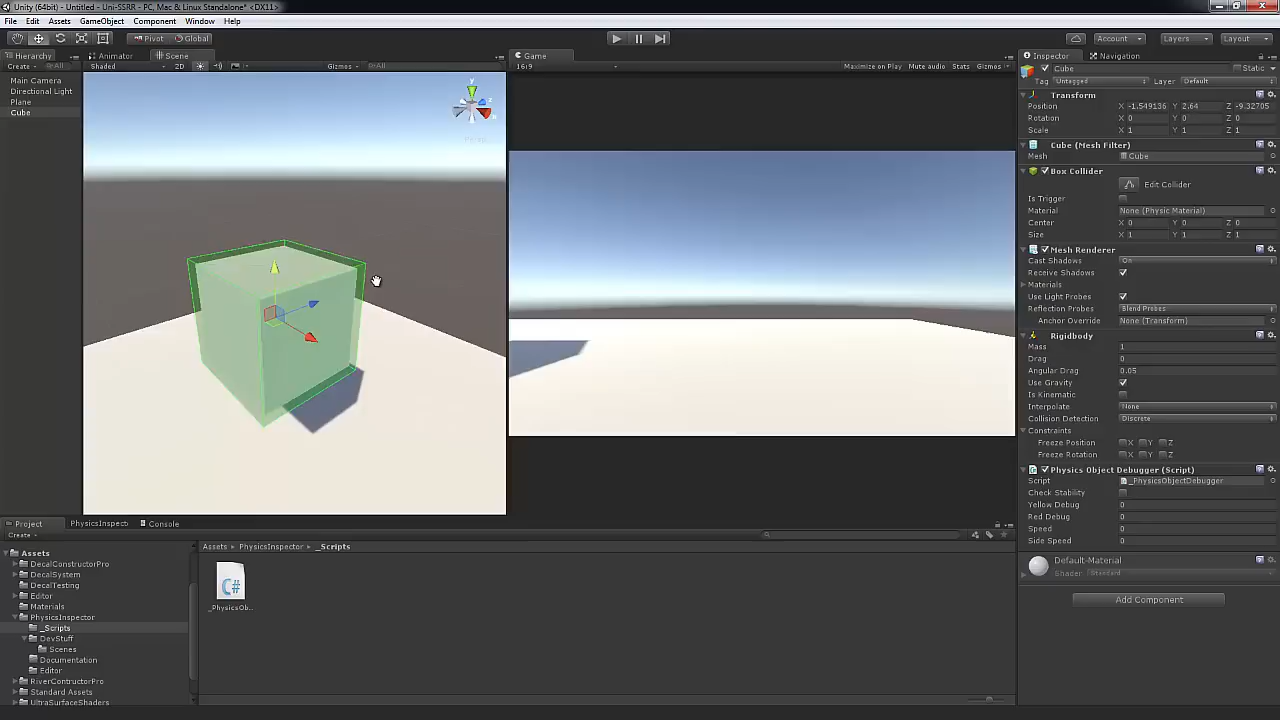 Unity (64bit) - Untitled - Uni-SSRR - PC, Mac & Linux Standalone* <DX11>
File Edit Assets GameObject Component Window Help
Pivot Global Account Layers Layout
Hierarchy Animator Scene Game Inspector Navigation
Create All Shaded 2D Gizmos All 16:9 Maximize on Play Mute audio Stats Gizmos
Cube Static
Tag Untagged Layer Default
Main Camera
Directional Light
Plane
Cube
y
x
z
Persp
Transform
Position X -1.549136 Y 2.64 Z -9.32705
Rotation X 0 Y 0 Z 0
Scale X 1 Y 1 Z 1
Cube (Mesh Filter)
Mesh Cube
Box Collider
Edit Collider
Is Trigger
Material None (Physic Material)
Center X 0 Y 0 Z 0
Size X 1 Y 1 Z 1
Mesh Renderer
Cast Shadows On
Receive Shadows
Materials
Use Light Probes
Reflection Probes Blend Probes
Anchor Override None (Transform)
Rigidbody
Mass 1
Drag 0
Angular Drag 0.05
Use Gravity
Is Kinematic
Interpolate None
Collision Detection Discrete
Constraints
Freeze Position X Y Z
Freeze Rotation X Y Z
Physics Object Debugger (Script)
Script _PhysicsObjectDebugger
Check Stability
Yellow Debug 0
Red Debug 0
Speed 0
Side Speed 0
Default-Material
Shader Standard
Add Component
Project PhysicsInspect Console
Create
Assets
DecalConstructorPro
DecalSystem
DecalTesting
Editor
Materials
PhysicsInspector
_Scripts
DevStuff
Scenes
Documentation
Editor
RiverContructorPro
Standard Assets
UltraSurfaceShaders
Assets ▸ PhysicsInspector ▸ _Scripts
C#
_PhysicsOb...